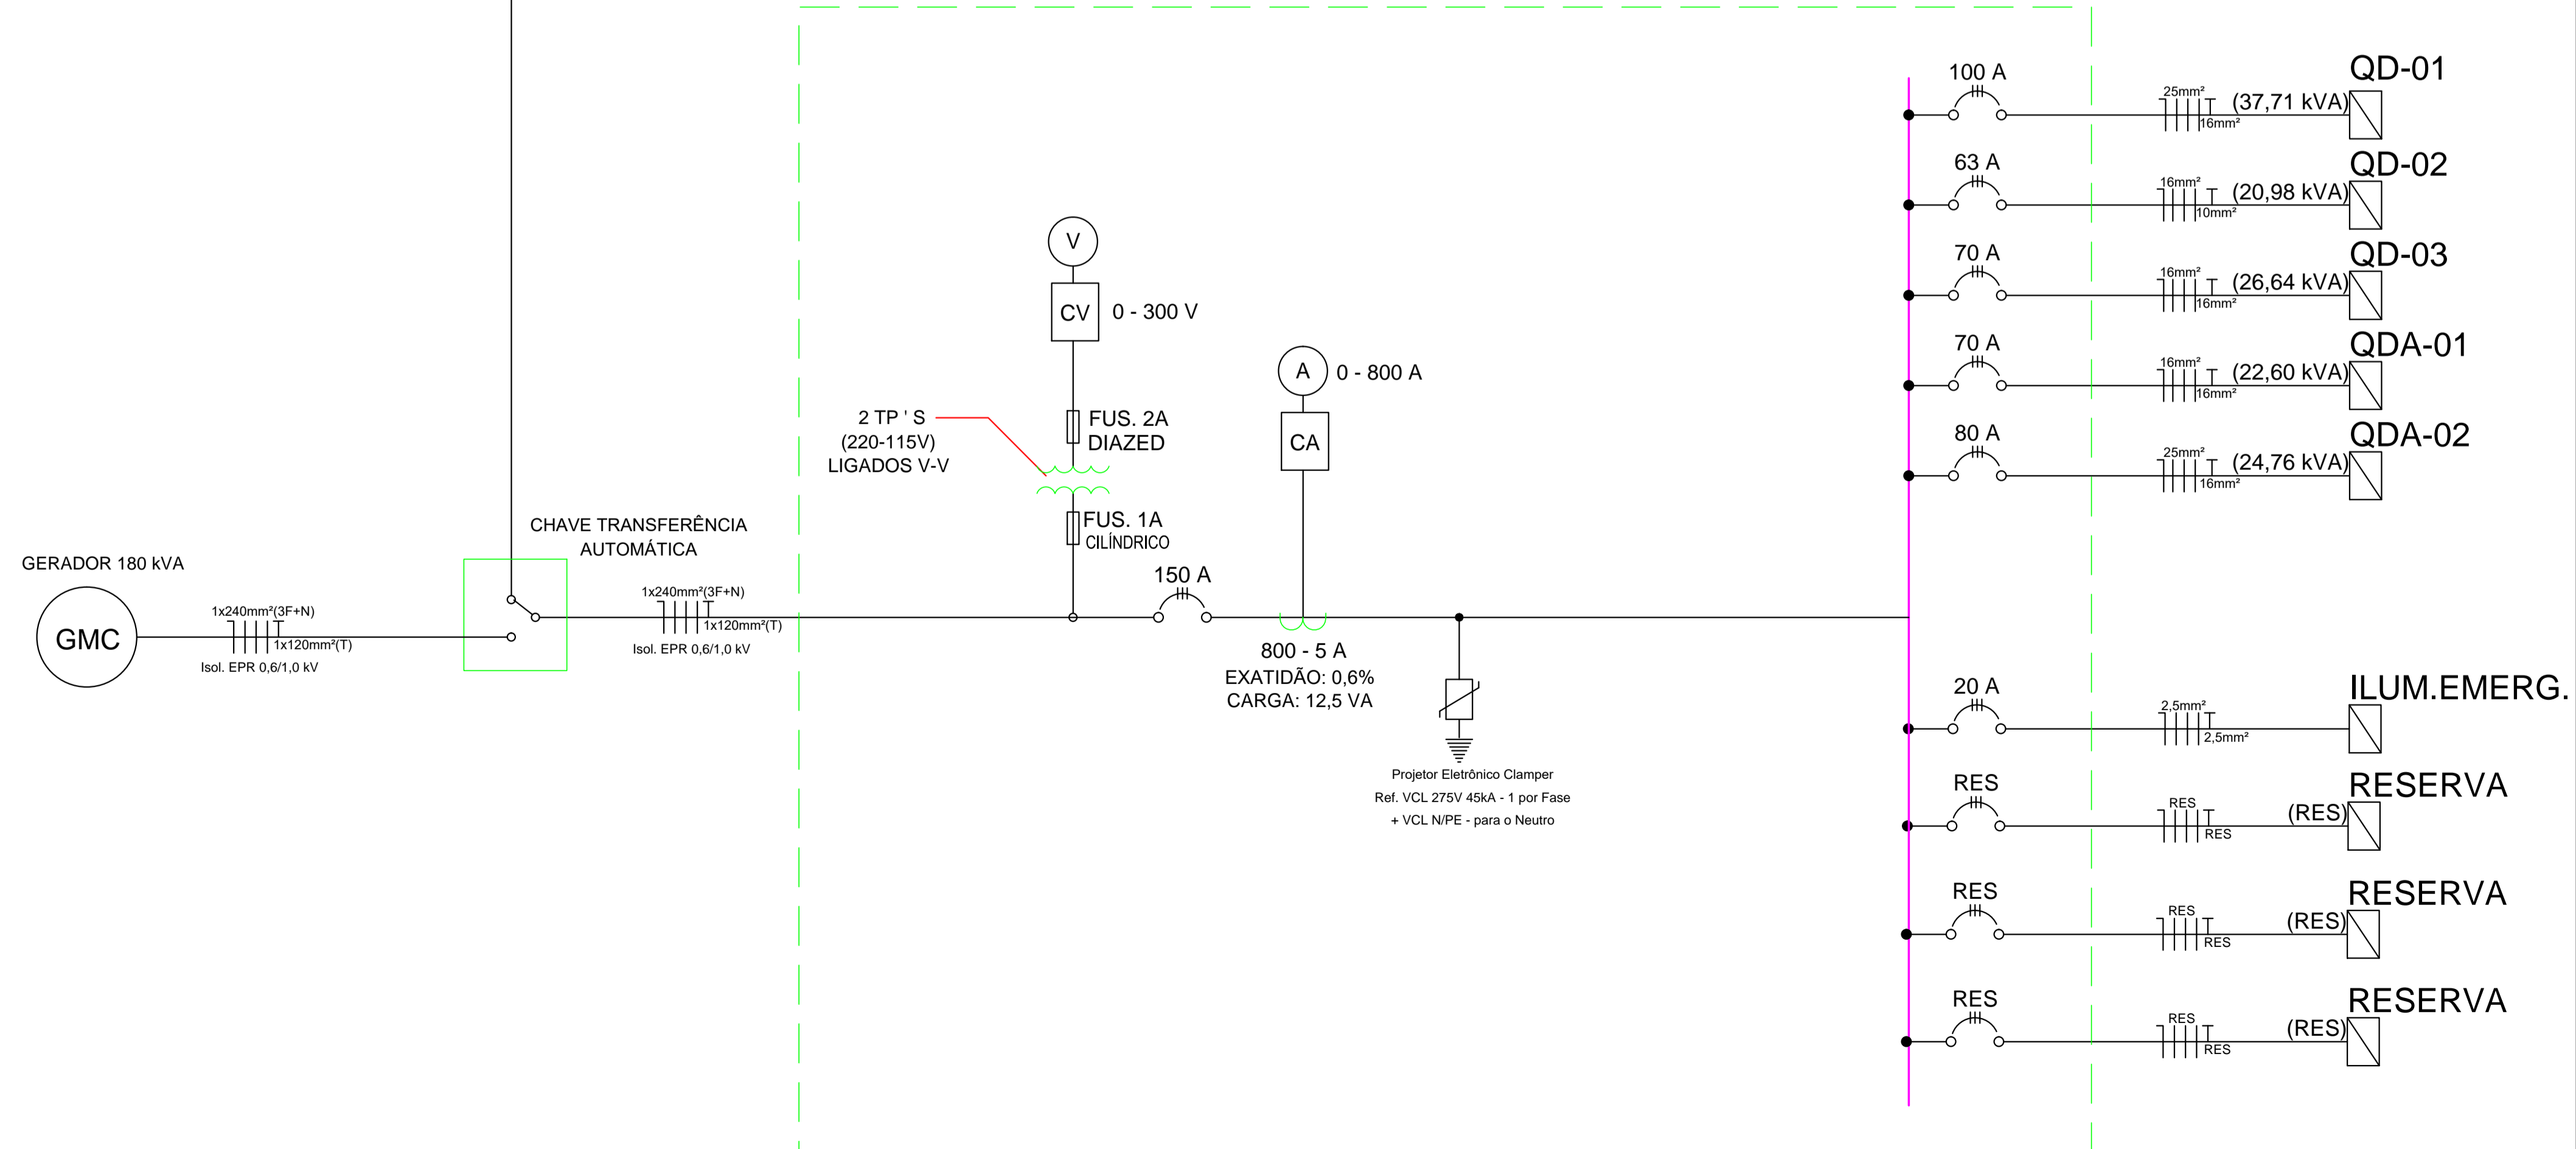 GERADOR 180 kVA
GMC
1x240mm²(3F+N)
1x120mm²(T)
Isol. EPR 0,6/1,0 kV
CHAVE TRANSFERÊNCIA
AUTOMÁTICA
1x240mm²(3F+N)
1x120mm²(T)
Isol. EPR 0,6/1,0 kV
V
CV
0 - 300 V
2 TP ' S
(220-115V)
LIGADOS V-V
FUS. 2A
DIAZED
FUS. 1A
CILÍNDRICO
150 A
A
0 - 800 A
CA
800 - 5 A
EXATIDÃO: 0,6%
CARGA: 12,5 VA
Projetor Eletrônico Clamper
Ref. VCL 275V 45kA - 1 por Fase
+ VCL N/PE - para o Neutro
100 A
25mm²
16mm²
(37,71 kVA)
QD-01
63 A
16mm²
10mm²
(20,98 kVA)
QD-02
70 A
16mm²
16mm²
(26,64 kVA)
QD-03
70 A
16mm²
16mm²
(22,60 kVA)
QDA-01
80 A
25mm²
16mm²
(24,76 kVA)
QDA-02
20 A
2,5mm²
2,5mm²
ILUM.EMERG.
RES
RES
RES
(RES)
RESERVA
RES
RES
RES
(RES)
RESERVA
RES
RES
RES
(RES)
RESERVA